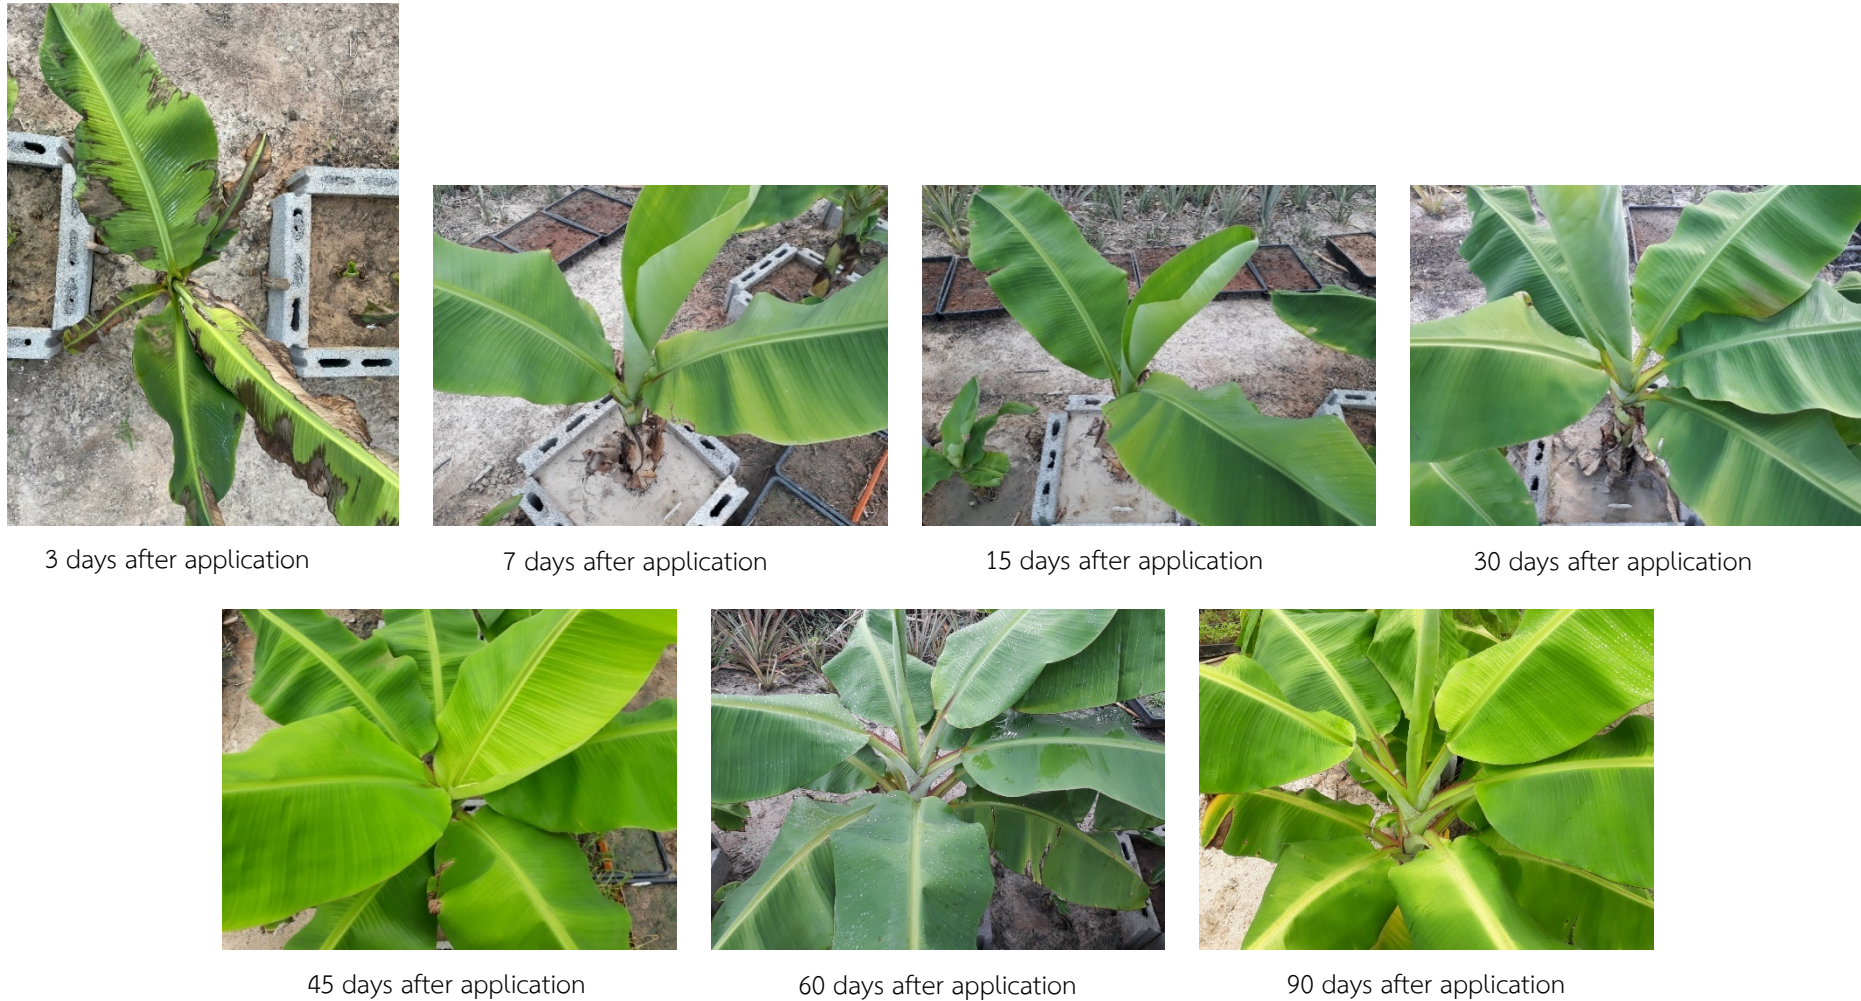 3 days after application
7 days after application
15 days after application
30 days after application
45 days after application
60 days after application
90 days after application